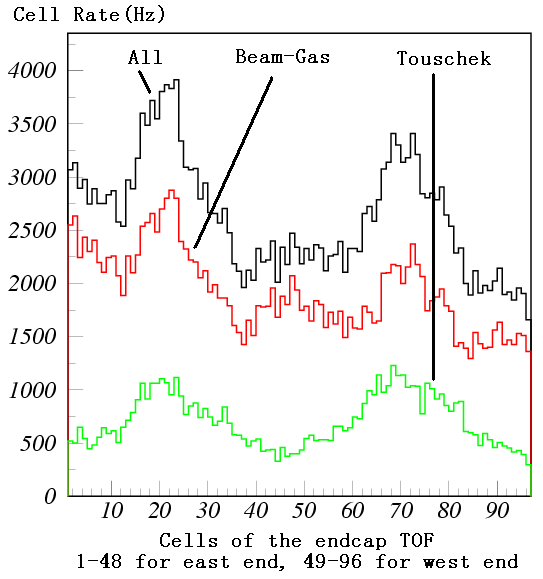 Cell Rate(Hz)
All
Beam-Gas
Touschek
4000
3500
3000
2500
2000
1500
1000
500
0
10 20 30 40 50 60 70 80 90
Cells of the endcap TOF
1-48 for east end, 49-96 for west end